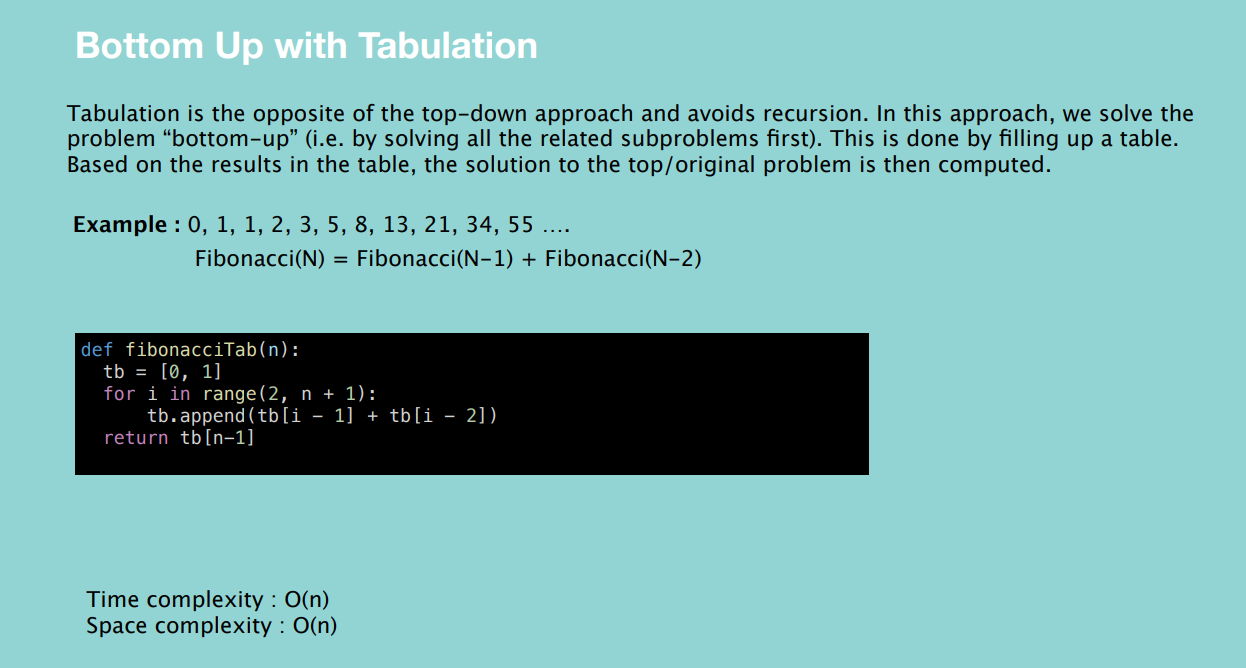 Bottom Up with Tabulation
Tabulation is the opposite of the top-down approach and avoids recursion. In this approach, we solve the
problem “bottom-up” (i.e. by solving all the related subproblems first). This is done by filling up a table.
Based on the results in the table, the solution to the top/original problem is then computed.
Example : 0, 1, 1, 2, 3, 5, 8, 13, 21, 34, 55 ....
Fibonacci(N) = Fibonacci(N-1) + Fibonacci(N-2)
def fibonacciTab(n):
  tb = [0, 1]
  for i in range(2, n + 1):
      tb.append(tb[i - 1] + tb[i - 2])
  return tb[n-1]
Time complexity : O(n)
Space complexity : O(n)